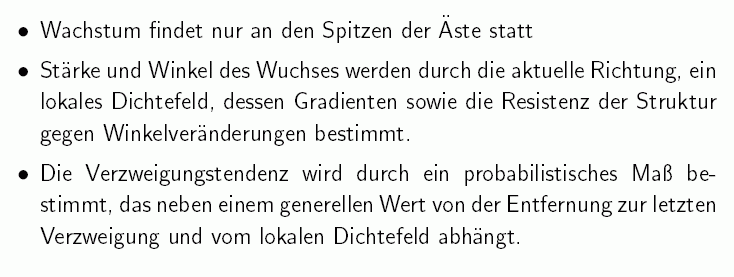 • Wachstum findet nur an den Spitzen der Äste statt
• Stärke und Winkel des Wuchses werden durch die aktuelle Richtung, ein
lokales Dichtefeld, dessen Gradienten sowie die Resistenz der Struktur
gegen Winkelveränderungen bestimmt.
• Die Verzweigungstendenz wird durch ein probabilistisches Maß be-
stimmt, das neben einem generellen Wert von der Entfernung zur letzten
Verzweigung und vom lokalen Dichtefeld abhängt.